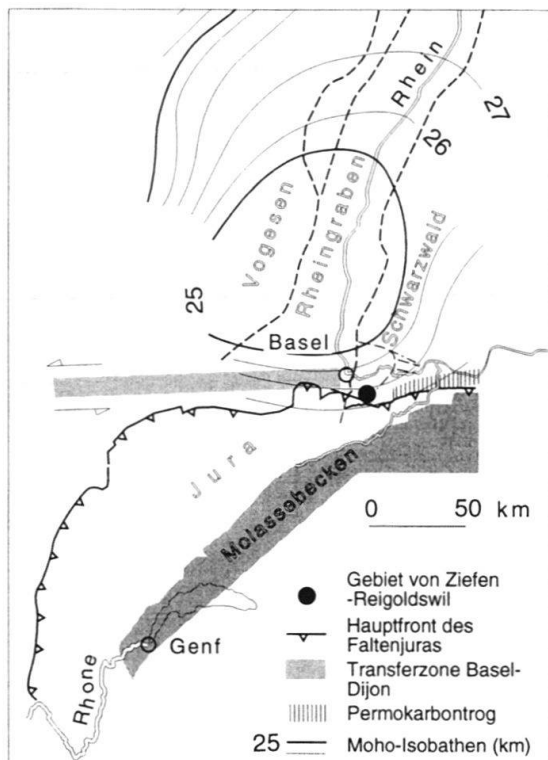 Rhein
27
26
Vogesen
Rheingraben
Schwarzwald
25
Basel
Jura
Molassebecken
0 50
km
Genf
Rhone
Gebiet von Ziefen
-Reigoldswil
Hauptfront des
Faltenjuras
Transferzone Basel-
Dijon
Permokarbontrog
25 Moho-Isobathen (km)